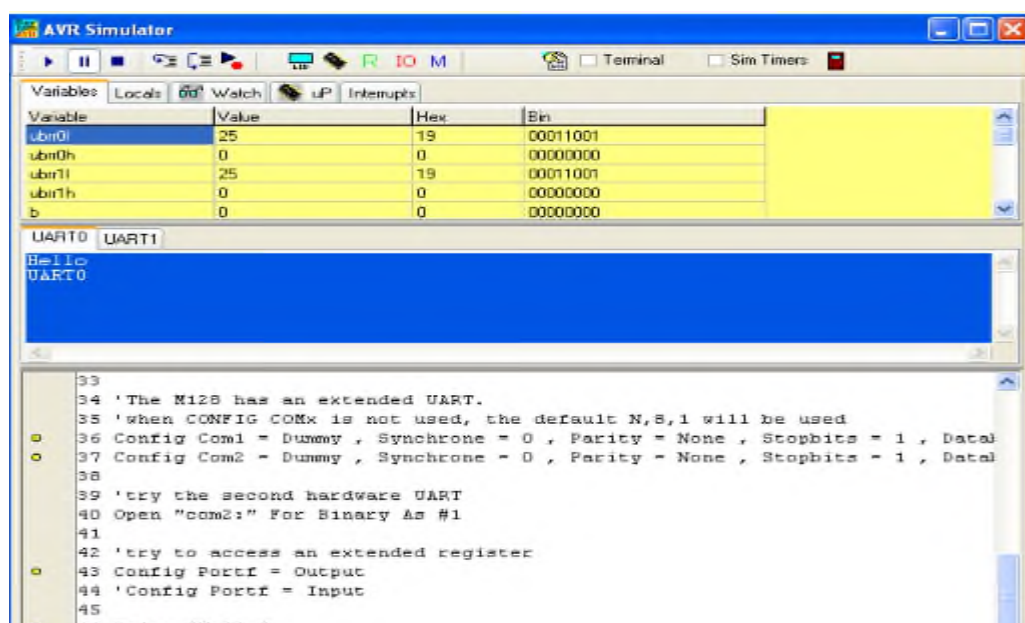 AVR Simulator
R IO M Terminal Sim Timers
Variables Locals Watch uP Interrupts
Variable Value Hex Bin
ubrr0l 25 19 00011001
ubrr0h 0 0 00000000
ubrr1l 25 19 00011001
ubrr1h 0 0 00000000
b 0 0 00000000
UART0 UART1
Hello
UART0
33
34 'The M128 has an extended UART.
35 'when CONFIG COMx is not used, the default N,8,1 will be used
36 Config Com1 = Dummy , Synchrone = 0 , Parity = None , Stopbits = 1 , Datab
37 Config Com2 = Dummy , Synchrone = 0 , Parity = None , Stopbits = 1 , Datab
38
39 'try the second hardware UART
40 Open "com2:" For Binary As #1
41
42 'try to access an extended register
43 Config Portf = Output
44 'Config Portf = Input
45